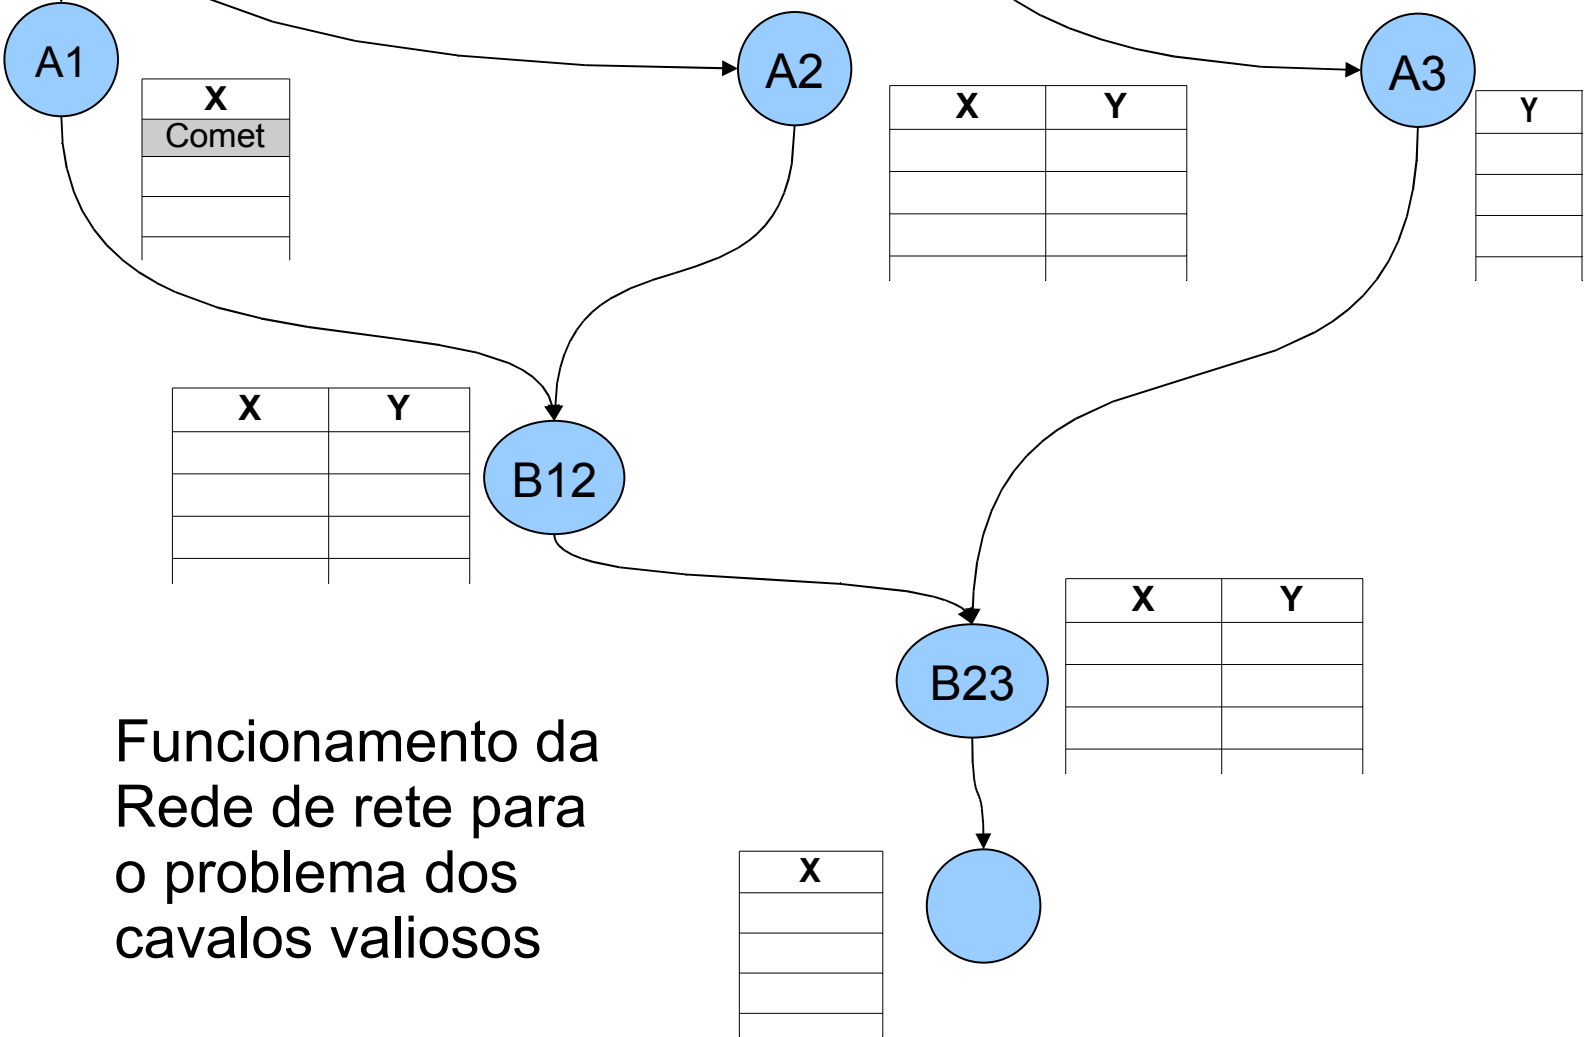 A1
A2
A3
X
Comet
X Y
Y
X Y
B12
X Y
B23
Funcionamento da
Rede de rete para
o problema dos
cavalos valiosos
X